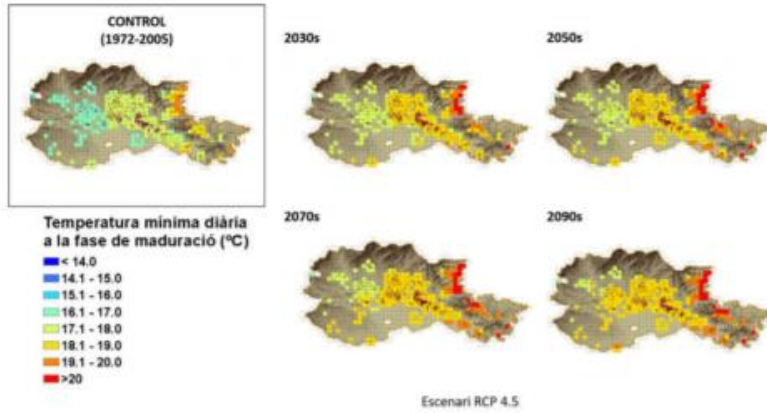 CONTROL
(1972-2005)
2030s
2050s
Temperatura mínima diària
a la fase de maduració (ºC)
< 14.0
14.1 - 15.0
15.1 - 16.0
16.1 - 17.0
17.1 - 18.0
18.1 - 19.0
19.1 - 20.0
>20
2070s
2090s
Escenari RCP 4.5